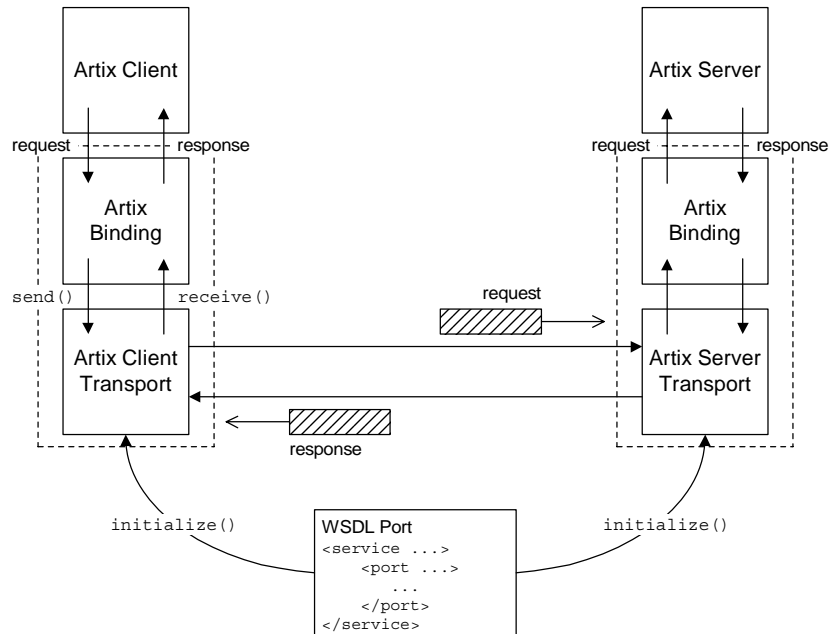 Artix Client
Artix Server
request
response
request
response
Artix
Binding
Artix
Binding
send()
receive()
request
Artix Client
Transport
Artix Server
Transport
response
initialize()
initialize()
WSDL Port
<service ...>
<port ...>
...
</port>
</service>